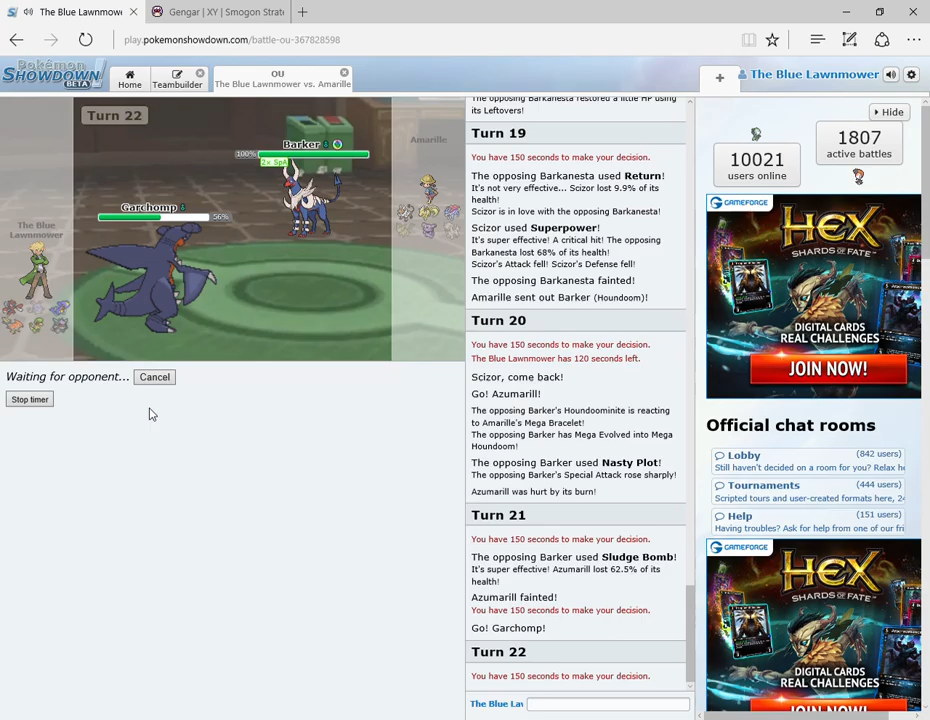 The Blue Lawnmowe
Gengar | XY | Smogon Strat
play.pokemonshowdown.com/battle-ou-367828598
Pokémon
SHOWDOWN
BETA
Home
Teambuilder
OU
The Blue Lawnmower vs. Amarille
The Blue Lawnmower
Turn 22
Barker
100%
2× SpA
Garchomp
56%
The Blue
Lawnmower
Amarille
Waiting for opponent...
Cancel
Stop timer
The opposing Barkanesta restored a little HP using
its Leftovers!
Turn 19
You have 150 seconds to make your decision.
The opposing Barkanesta used Return!
It's not very effective... Scizor lost 9.9% of its
health!
Scizor is in love with the opposing Barkanesta!
Scizor used Superpower!
It's super effective! A critical hit! The opposing
Barkanesta lost 68% of its health!
Scizor's Attack fell! Scizor's Defense fell!
The opposing Barkanesta fainted!
Amarille sent out Barker (Houndoom)!
Turn 20
You have 150 seconds to make your decision.
The Blue Lawnmower has 120 seconds left.
Scizor, come back!
Go! Azumarill!
The opposing Barker's Houndoominite is reacting
to Amarille's Mega Bracelet!
The opposing Barker has Mega Evolved into Mega
Houndoom!
The opposing Barker used Nasty Plot!
The opposing Barker's Special Attack rose sharply!
Azumarill was hurt by its burn!
Turn 21
You have 150 seconds to make your decision.
The opposing Barker used Sludge Bomb!
It's super effective! Azumarill lost 62.5% of its
health!
Azumarill fainted!
You have 150 seconds to make your decision.
Go! Garchomp!
Turn 22
You have 150 seconds to make your decision.
The Blue Lav
Hide
10021
users online
1807
active battles
GAMEFORGE
HEX
SHARDS OF FATE
DIGITAL CARDS
REAL CHALLENGES
JOIN NOW!
Official chat rooms
Lobby (842 users)
Still haven't decided on a room for you? Relax he
Tournaments (444 users)
Scripted tours and user-created formats here, 24
Help (151 users)
Having troubles? Ask for help from one of our fri
GAMEFORGE
HEX
SHARDS OF FATE
DIGITAL CARDS
REAL CHALLENGES
JOIN NOW!